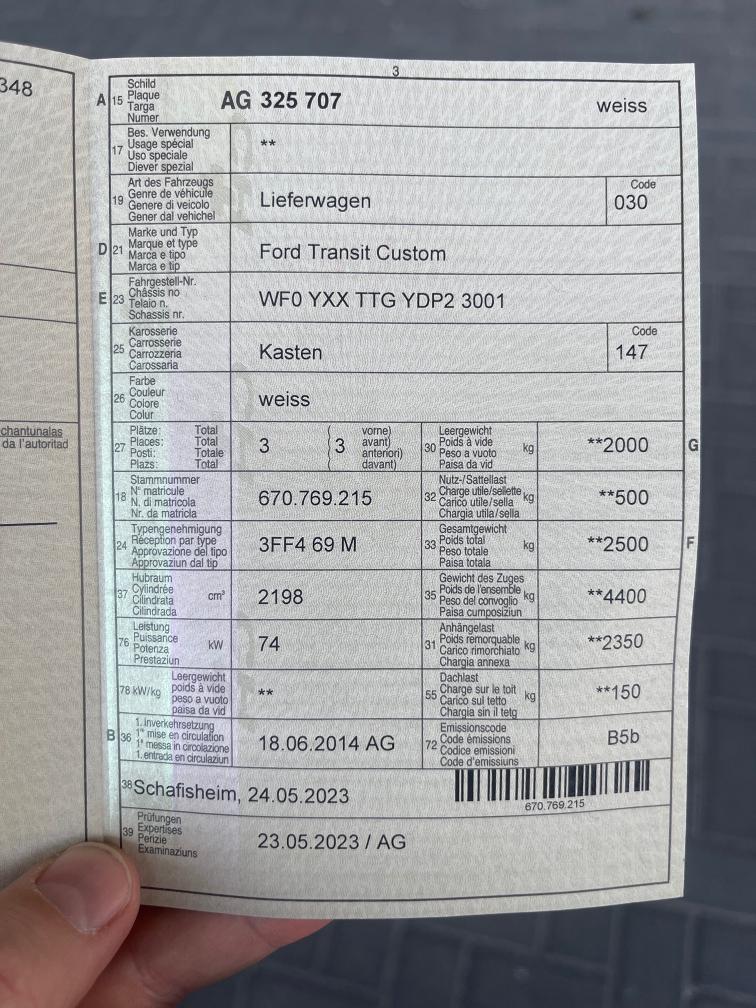 348
chantunalas
da l'autoritad
3
A 15 Schild
Plaque
Targa
Numer
AG 325 707 weiss
17 Bes. Verwendung
Usage spécial
Uso speciale
Diever spezial
**
19 Art des Fahrzeugs
Genre de véhicule
Genere di veicolo
Gener dal vehichel
Lieferwagen
Code
030
D 21 Marke und Typ
Marque et type
Marca e tipo
Marca e tip
Ford Transit Custom
E 23 Fahrgestell-Nr.
Châssis no
Telaio n.
Schassis nr.
WF0 YXX TTG YDP2 3001
25 Karosserie
Carrosserie
Carrozzeria
Carossaria
Kasten
Code
147
26 Farbe
Couleur
Colore
Colur
weiss
27 Plätze: Total
Places: Total
Posti: Totale
Plazs: Total
3 (3 vorne)
avant)
anteriori)
davant)
30 Leergewicht
Poids à vide kg
Peso a vuoto
Paisa da vid
**2000 G
18 Stammnummer
N° matricule
N. di matricola
Nr. da matricla
670.769.215
32 Nutz-/Sattellast
Charge utile/sellette kg
Carico utile/sella
Chargia utila/sella
**500
24 Typengenehmigung
Réception par type
Approvazione del tipo
Approvaziun dal tip
3FF4 69 M
33 Gesamtgewicht
Poids total kg
Peso totale
Paisa totala
**2500 F
37 Hubraum
Cylindrée cm³
Cilindrata
Cilindrada
2198
35 Gewicht des Zuges
Poids de l'ensemble kg
Peso del convoglio
Paisa cumposiziun
**4400
76 Leistung
Puissance kW
Potenza
Prestaziun
74
31 Anhängelast
Poids remorquable kg
Carico rimorchiato
Chargia annexa
**2350
78 kW/kg Leergewicht
poids à vide
peso a vuoto
paisa da vid
**
55 Dachlast
Charge sur le toit kg
Carico sul tetto
Chargia sin il tetg
**150
B 36 1. Inverkehrsetzung
1re mise en circulation
1a messa in circolazione
1. entrada en circulaziun
18.06.2014 AG
72 Emissionscode
Code émissions
Codice emissioni
Code d'emissiuns
B5b
38 Schafisheim, 24.05.2023
670.769.215
39 Prüfungen
Expertises
Perizie
Examinaziuns
23.05.2023 / AG